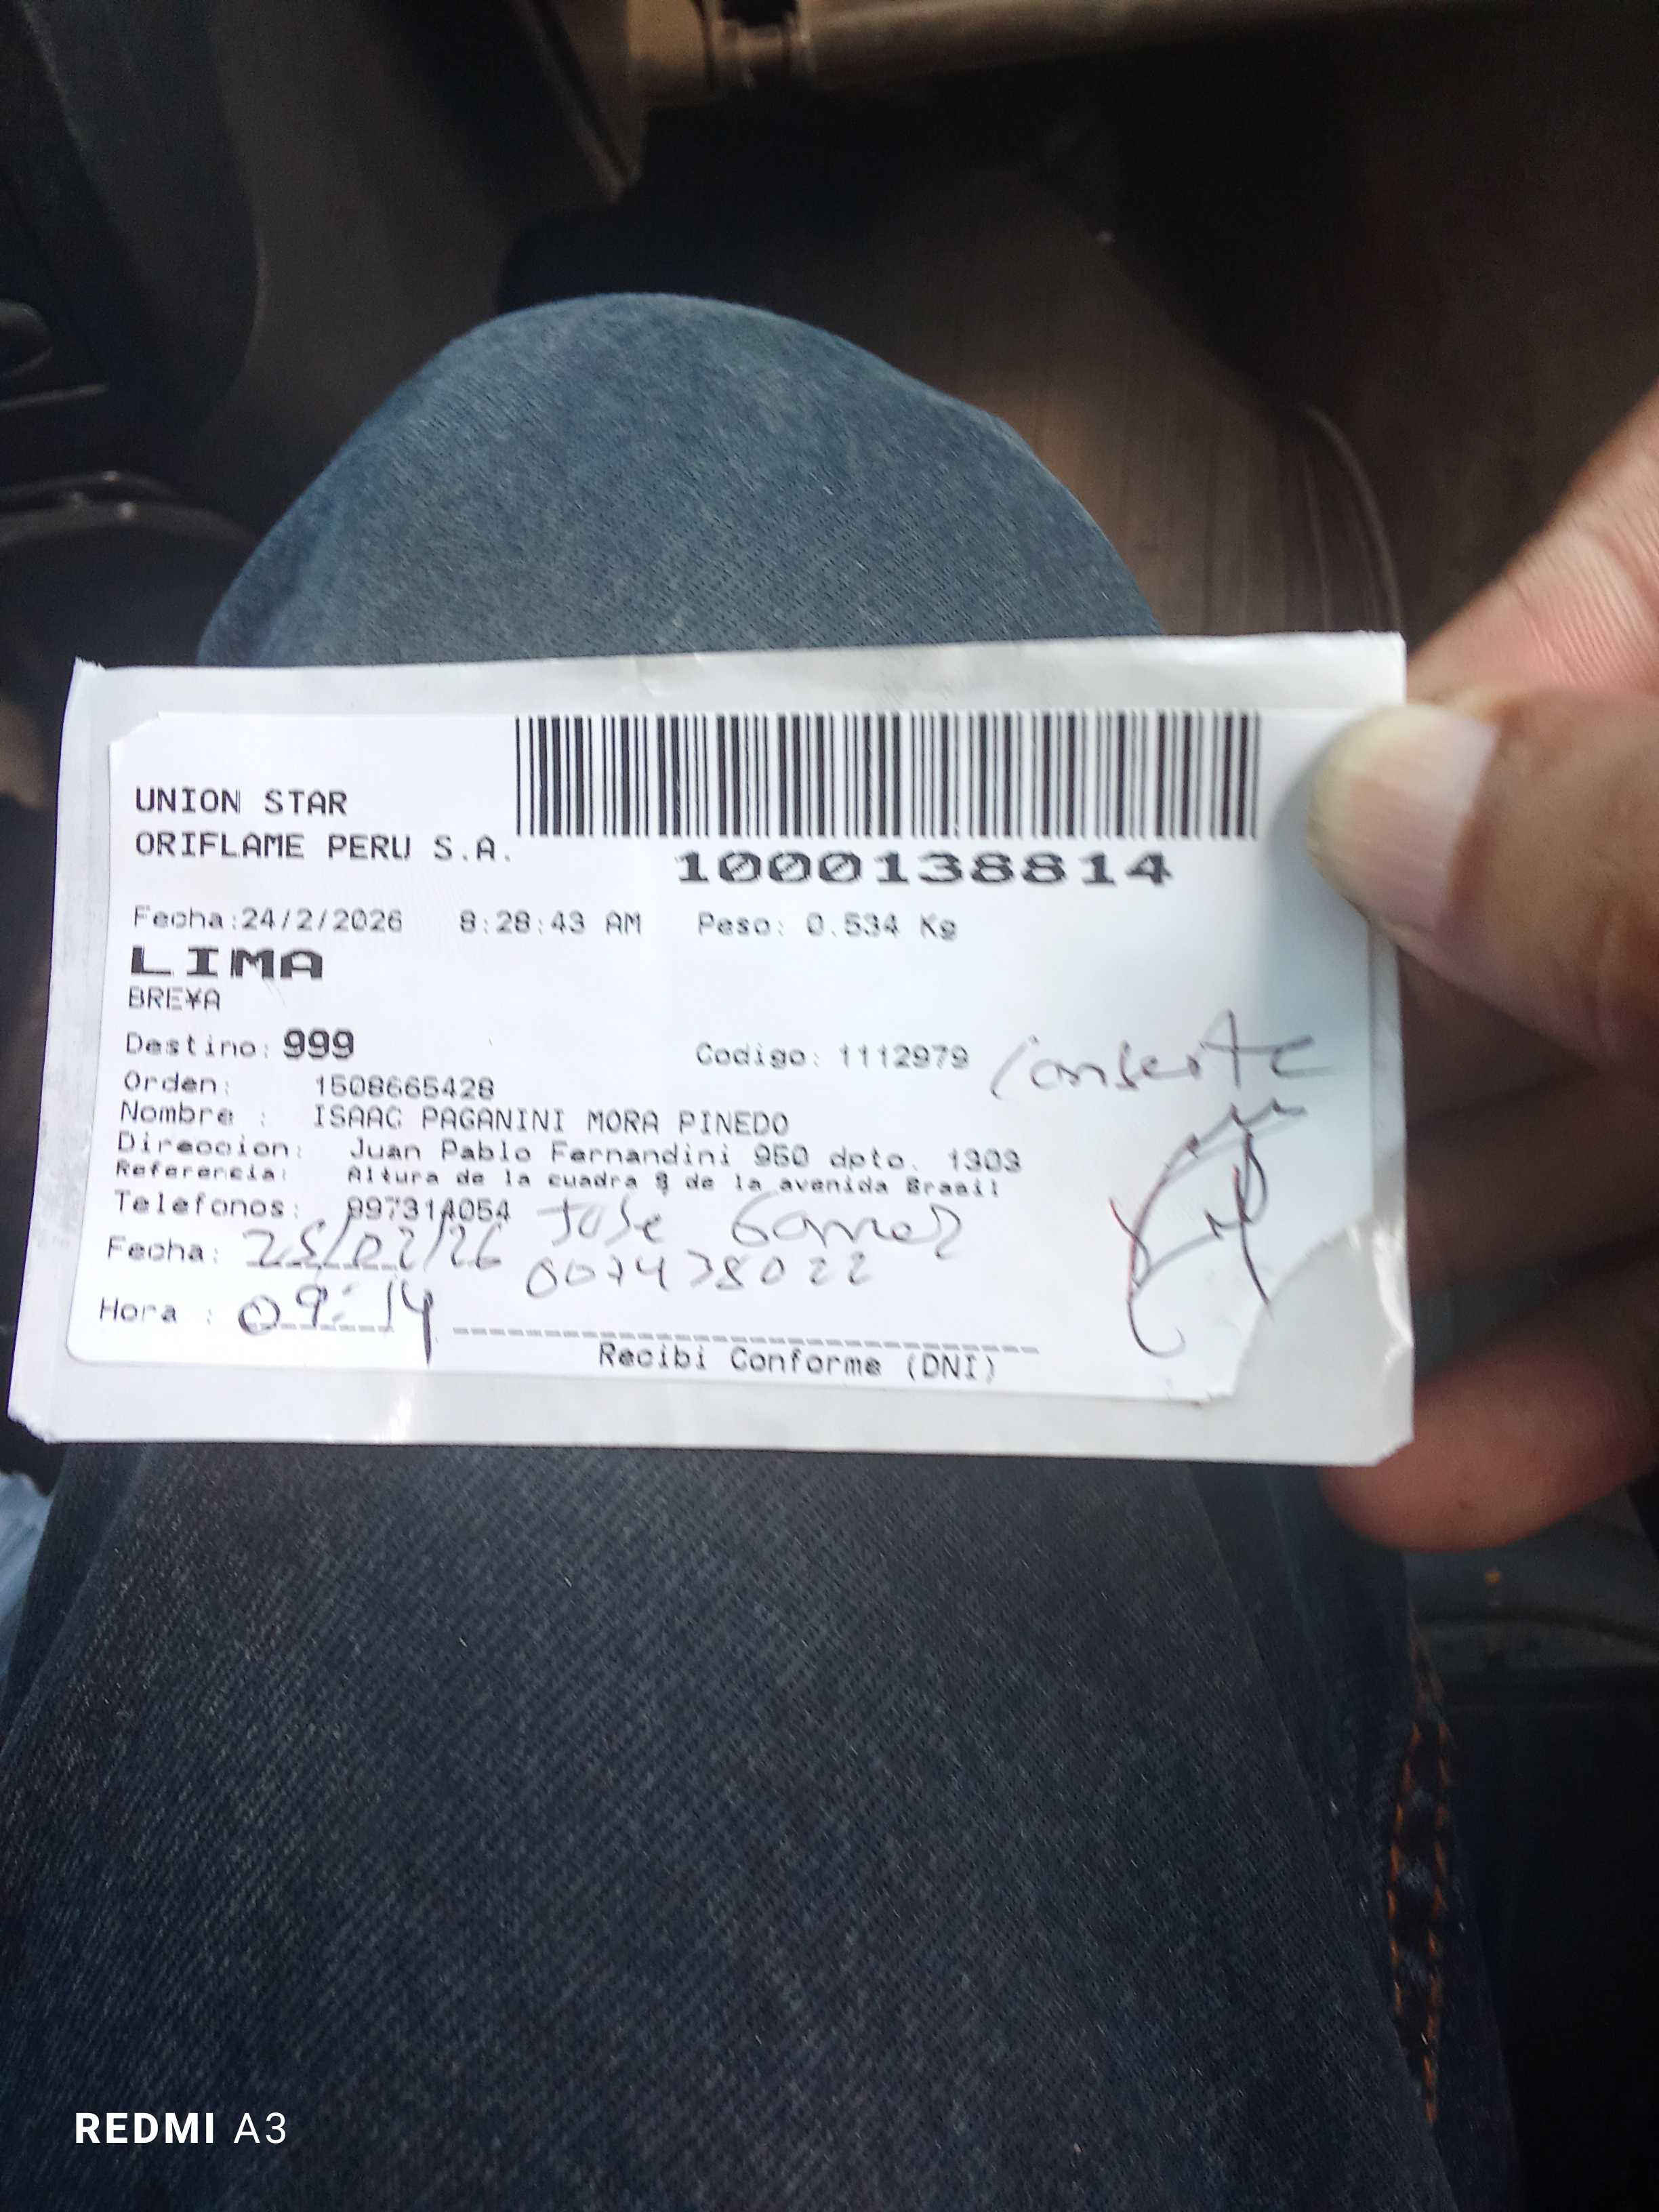 UNION STAR
ORIFLAME PERU S.A.
1000138814
Fecha:24/2/2026 8:28:43 AM Peso: 0.534 Kg
LIMA
BRE¥A
Destino: 999 Codigo: 1112979
Orden: 1508665428
Nombre : ISAAC PAGANINI MORA PINEDO
Direccion: Juan Pablo Fernandini 950 dpto. 1303
Referencia: Altura de la cuadra 9 de la avenida Brasil
Telefonos: 997314054 Jose Gomez
Fecha: 25/02/26 007438022
Hora : 09:14
Recibi Conforme (DNI)
REDMI A3